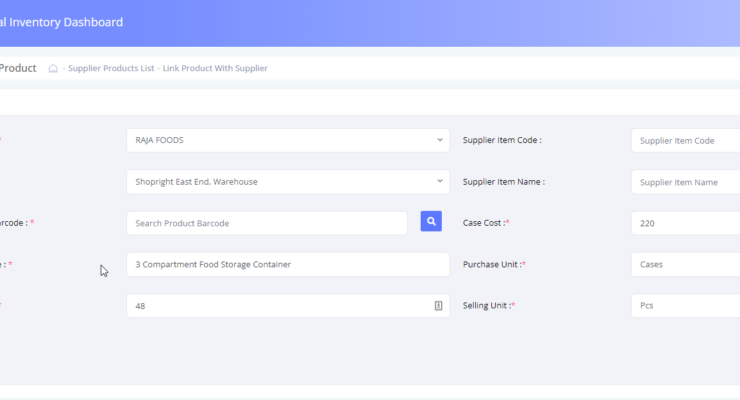 al Inventory Dashboard
Product - Supplier Products List - Link Product With Supplier
* RAJA FOODS Supplier Item Code : Supplier Item Code
Shopright East End, Warehouse Supplier Item Name : Supplier Item Name
arcode : * Search Product Barcode Case Cost :* 220
e : * 3 Compartment Food Storage Container Purchase Unit :* Cases
* 48 Selling Unit :* Pcs